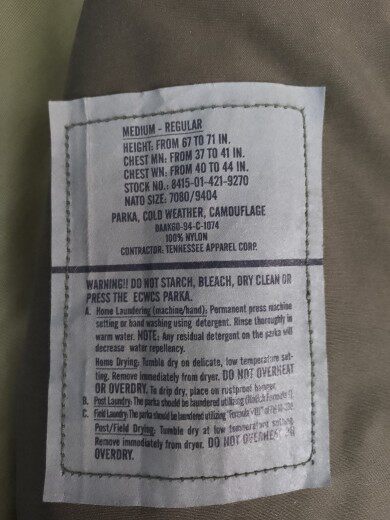 MEDIUM - REGULAR
HEIGHT: FROM 67 TO 71 IN.
CHEST MN: FROM 37 TO 41 IN.
CHEST WN: FROM 40 TO 44 IN.
STOCK NO.: 8415-01-421-9270
NATO SIZE: 7080/9404
PARKA, COLD WEATHER, CAMOUFLAGE
DAAK60-94-C-1074
100% NYLON
CONTRACTOR: TENNESSEE APPAREL CORP.
WARNING!! DO NOT STARCH, BLEACH, DRY CLEAN OR
PRESS THE ECWCS PARKA.
A. Home Laundering (machine/hand): Permanent press machine
setting or hand washing using detergent. Rinse thoroughly in
warm water. NOTE: Any residual detergent on the parka will
decrease water repellency.
Home Drying: Tumble dry on delicate, low temperature set-
ting. Remove immediately from dryer. DO NOT OVERHEAT
OR OVERDRY. To drip dry, place on rustproof hanger.
B. Post Laundry: The parka should be laundered utilizing
C. Field Laundry: The parka should be laundered utilizing "Formula
Post/Field Drying: Tumble dry at low temperature setting.
Remove immediately from dryer. DO NOT OVERHEAT OR
OVERDRY.